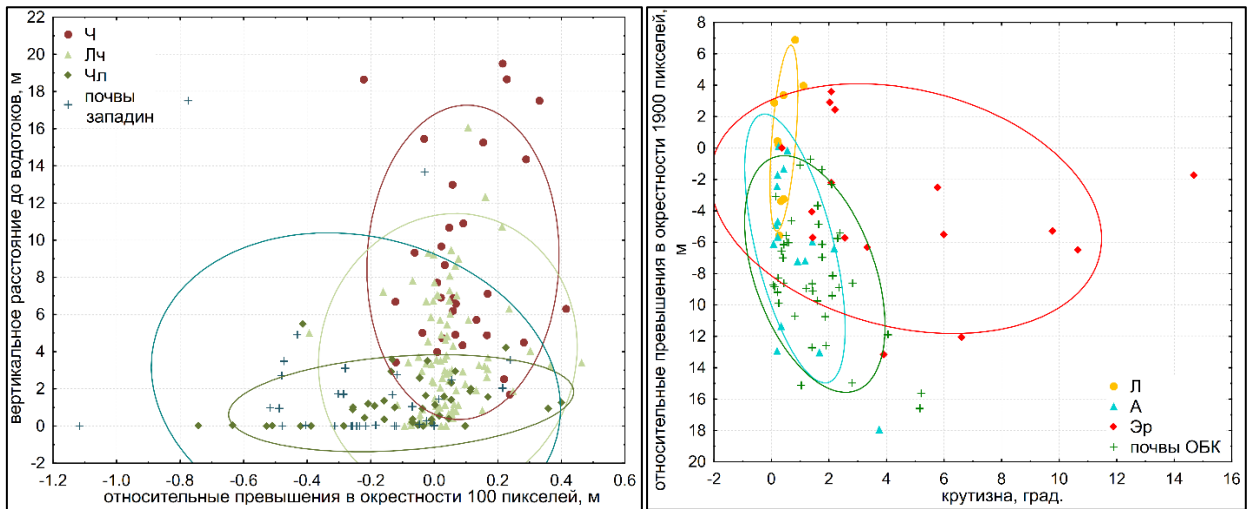 вертикальное расстояние до водотоков, м
22
20
18
16
14
12
10
8
6
4
2
0
-2
Ч
Лч
Чл
почвы
западин
-1.2 -1.0 -0.8 -0.6 -0.4 -0.2 0.0 0.2 0.4 0.6
относительные превышения в окрестности 100 пикселей, м
относительные превышения в окрестности 1900 пикселей,
м
8
6
4
2
0
-2
-4
-6
-8
10
12
14
16
18
20
Л
А
Эр
почвы ОБК
-2 0 2 4 6 8 10 12 14 16
крутизна, град.